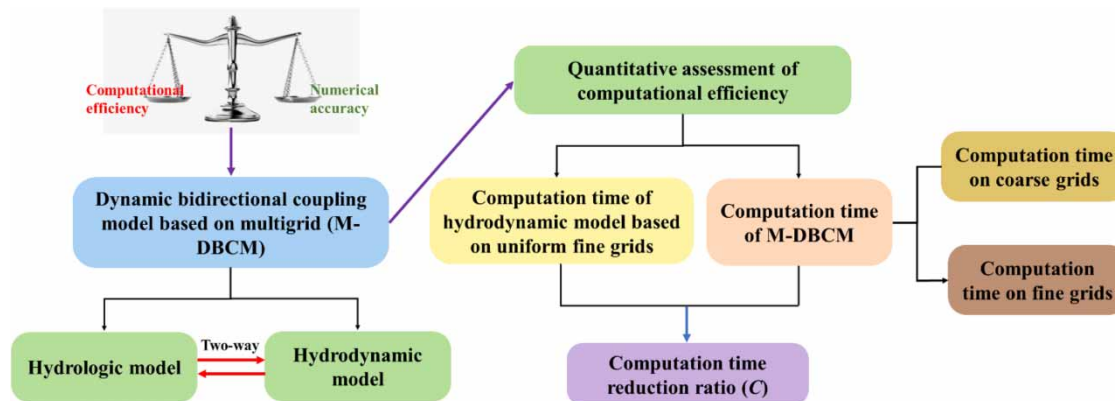 Computational
efficiency
Numerical
accuracy
Dynamic bidirectional coupling
model based on multigrid (M-
DBCM)
Hydrologic model
Two-way
Hydrodynamic
model
Quantitative assessment of
computational efficiency
Computation time of
hydrodynamic model based
on uniform fine grids
Computation time
of M-DBCM
Computation time
on coarse grids
Computation
time on fine grids
Computation time
reduction ratio (C)